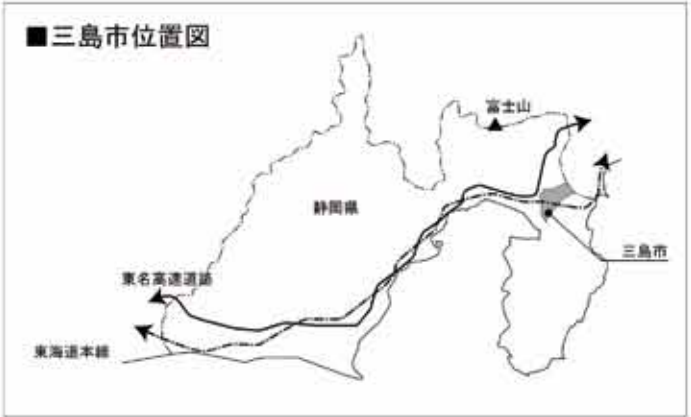 ■三島市位置図
富士山
静岡県
三島市
東名高速道路
東海道本線